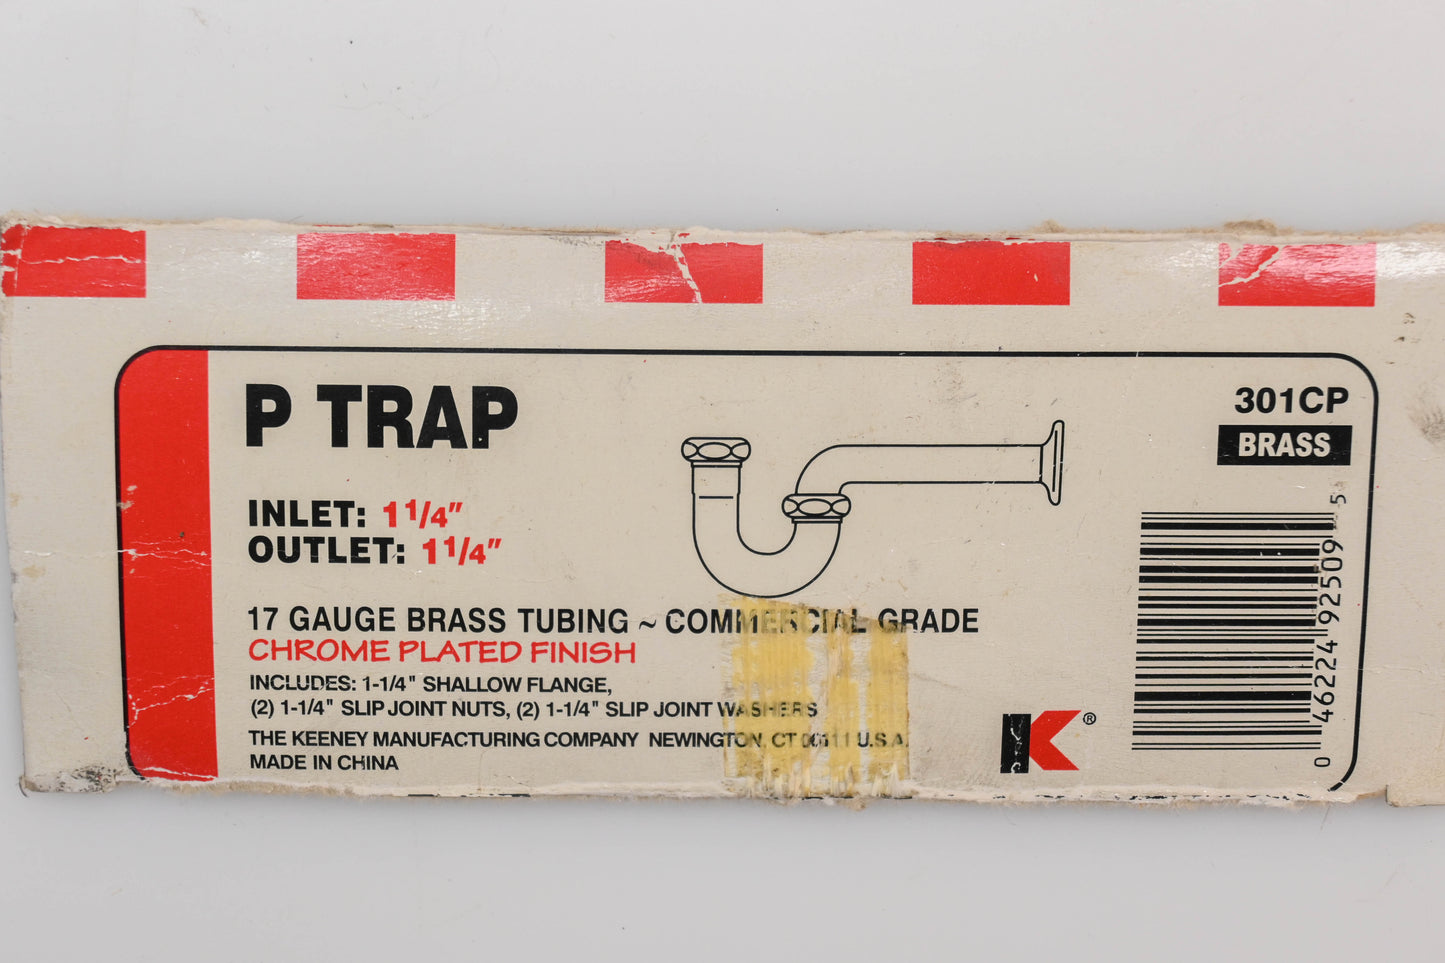 P TRAP
INLET: 1 1/4"
OUTLET: 1 1/4"
17 GAUGE BRASS TUBING ~ COMMERCIAL GRADE
CHROME PLATED FINISH
INCLUDES: 1-1/4" SHALLOW FLANGE,
(2) 1-1/4" SLIP JOINT NUTS, (2) 1-1/4" SLIP JOINT WASHERS
THE KEENEY MANUFACTURING COMPANY NEWINGTON, CT 06111 U.S.A.
MADE IN CHINA
301CP
BRASS
0 46224 92509 5
K®